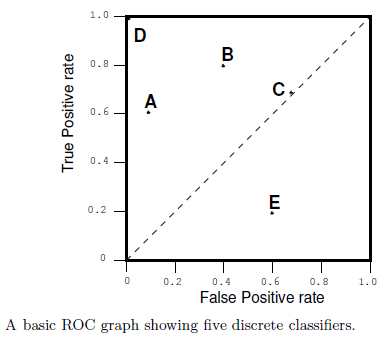 1.0
D
0.8
B
C
0.6
A
True Positive rate
0.4
0.2
E
0
0 0.2 0.4 0.6 0.8 1.0
False Positive rate
A basic ROC graph showing five discrete classifiers.